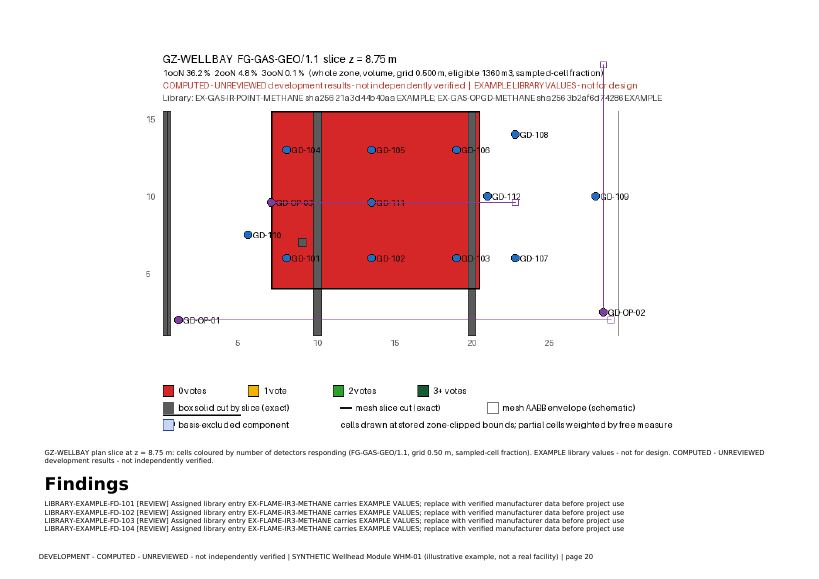 GZ-WELLBAY FG-GAS-GEO/1.1 slice z = 8.75 m
1ooN 36.2% 2ooN 4.8% 3ooN 0.1% (whole zone, volume, grid 0.500 m, eligible 1360 m3, sampled-cell fraction)
COMPUTED - UNREVIEWED development results - not independently verified | EXAMPLE LIBRARY VALUES - not for design
Library: EX-GAS-IR-POINT-METHANE sha256 21a3d44b40aa EXAMPLE; EX-GAS-OPGD-METHANE sha256 3b2af6d74286 EXAMPLE
15
GD-108
GD-104
GD-105
GD-106
10
GD-112
GD-109
GD-OP-03
GD-111
GD-110
GD-101
GD-102
GD-103
GD-107
5
GD-OP-02
GD-OP-01
5
10
15
20
25
0 votes
1 vote
2 votes
3+ votes
box solid cut by slice (exact)
mesh slice cut (exact)
mesh AABB envelope (schematic)
basis-excluded component
cells drawn at stored zone-clipped bounds; partial cells weighted by free measure
GZ-WELLBAY plan slice at z = 8.75 m: cells coloured by number of detectors responding (FG-GAS-GEO/1.1, grid 0.50 m, sampled-cell fraction). EXAMPLE library values - not for design. COMPUTED - UNREVIEWED
development results - not independently verified.
Findings
LIBRARY-EXAMPLE-FD-101 [REVIEW] Assigned library entry EX-FLAME-IR3-METHANE carries EXAMPLE VALUES; replace with verified manufacturer data before project use
LIBRARY-EXAMPLE-FD-102 [REVIEW] Assigned library entry EX-FLAME-IR3-METHANE carries EXAMPLE VALUES; replace with verified manufacturer data before project use
LIBRARY-EXAMPLE-FD-103 [REVIEW] Assigned library entry EX-FLAME-IR3-METHANE carries EXAMPLE VALUES; replace with verified manufacturer data before project use
LIBRARY-EXAMPLE-FD-104 [REVIEW] Assigned library entry EX-FLAME-IR3-METHANE carries EXAMPLE VALUES; replace with verified manufacturer data before project use
DEVELOPMENT - COMPUTED - UNREVIEWED - not independently verified | SYNTHETIC Wellhead Module WHM-01 (illustrative example, not a real facility) | page 20